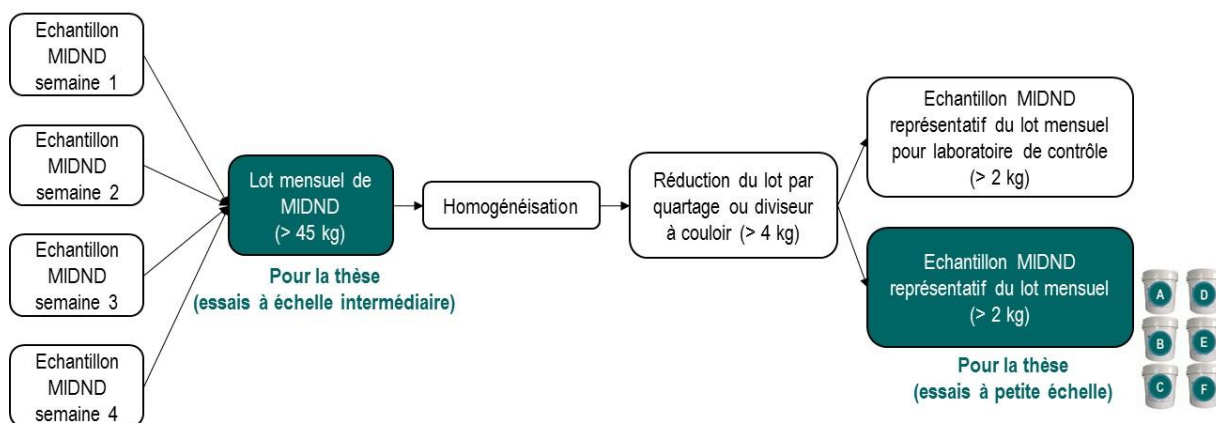 Echantillon
MIDND
semaine 1
Echantillon
MIDND
semaine 2
Echantillon
MIDND
semaine 3
Echantillon
MIDND
semaine 4
Lot mensuel de
MIDND
(> 45 kg)
Pour la thèse
(essais à échelle intermédiaire)
Homogénéisation
Réduction du lot par
quartage ou diviseur
à couloir (> 4 kg)
Echantillon MIDND
représentatif du lot mensuel
pour laboratoire de contrôle
(> 2 kg)
Echantillon MIDND
représentatif du lot mensuel
(> 2 kg)
Pour la thèse
(essais à petite échelle)
A
D
B
E
C
F